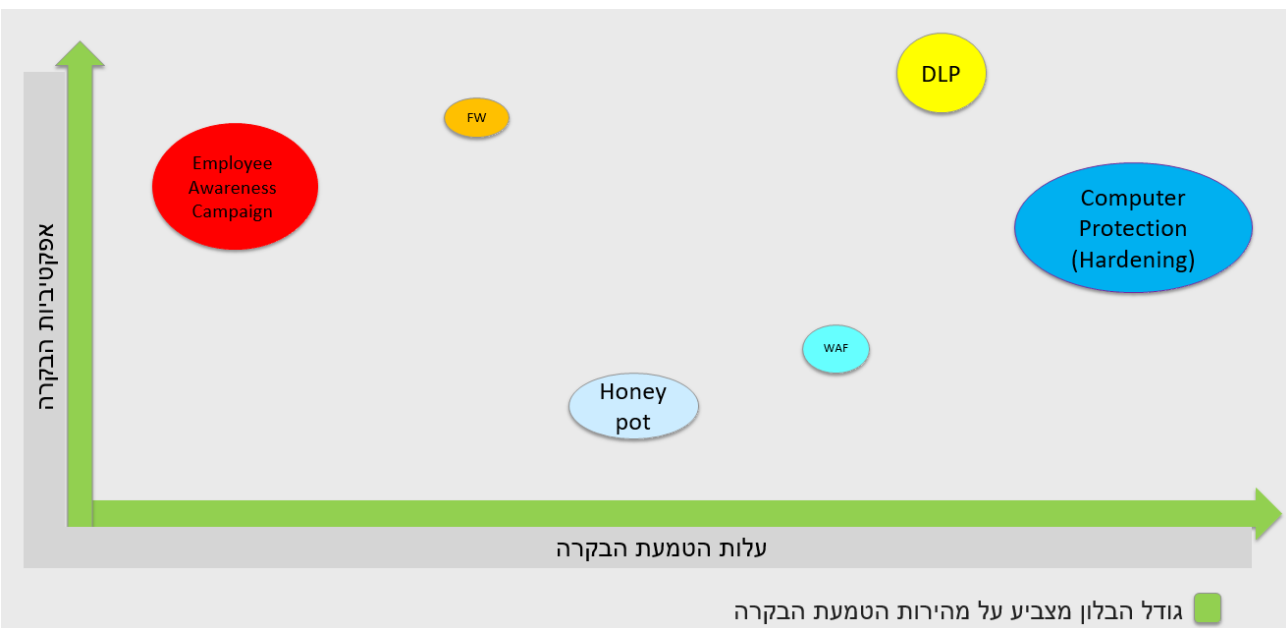 DLP
FW
Employee
Awareness
Campaign
Computer
Protection
(Hardening)
אפקטיביות הבקרה
WAF
Honey
pot
עלות הטמעת הבקרה
גודל הבלון מצביע על מהירות הטמעת הבקרה